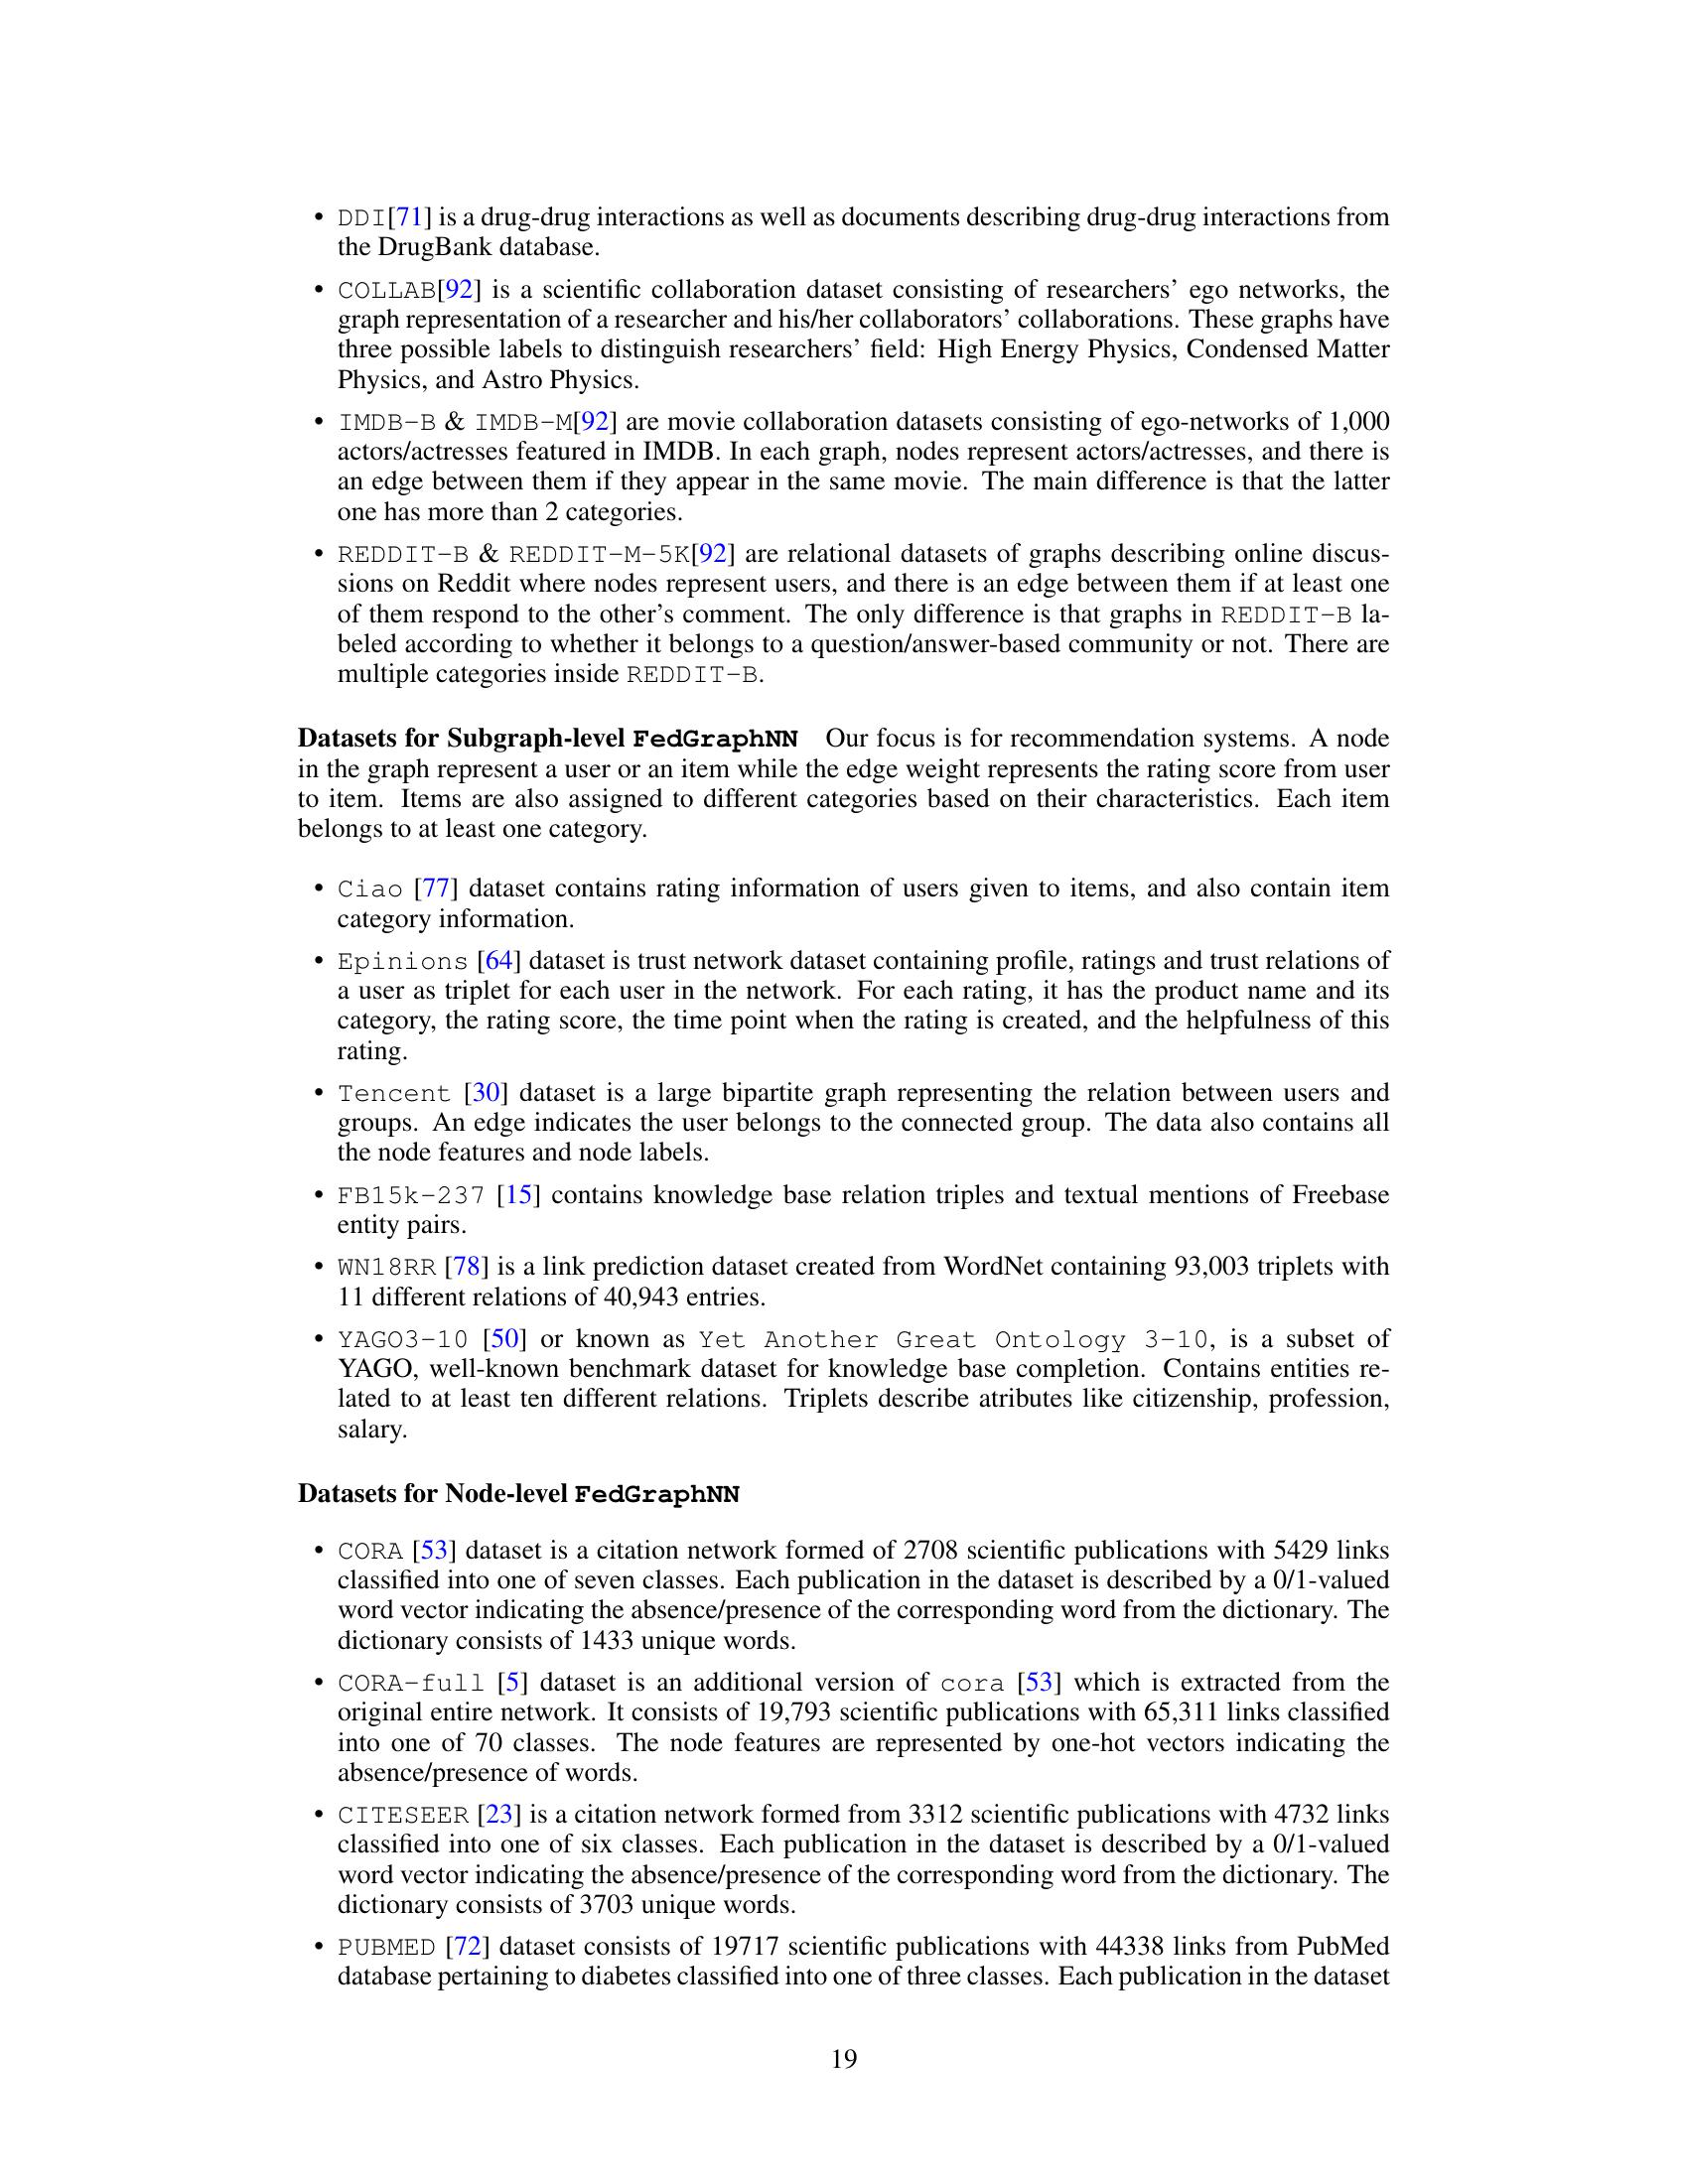 • DDI[71] is a drug-drug interactions as well as documents describing drug-drug interactions from
the DrugBank database.
• COLLAB[92] is a scientific collaboration dataset consisting of researchers’ ego networks, the
graph representation of a researcher and his/her collaborators’ collaborations. These graphs have
three possible labels to distinguish researchers’ field: High Energy Physics, Condensed Matter
Physics, and Astro Physics.
• IMDB-B & IMDB-M[92] are movie collaboration datasets consisting of ego-networks of 1,000
actors/actresses featured in IMDB. In each graph, nodes represent actors/actresses, and there is
an edge between them if they appear in the same movie. The main difference is that the latter
one has more than 2 categories.
• REDDIT-B & REDDIT-M-5K[92] are relational datasets of graphs describing online discus-
sions on Reddit where nodes represent users, and there is an edge between them if at least one
of them respond to the other’s comment. The only difference is that graphs in REDDIT-B la-
beled according to whether it belongs to a question/answer-based community or not. There are
multiple categories inside REDDIT-B.
Datasets for Subgraph-level FedGraphNN Our focus is for recommendation systems. A node
in the graph represent a user or an item while the edge weight represents the rating score from user
to item. Items are also assigned to different categories based on their characteristics. Each item
belongs to at least one category.
• Ciao [77] dataset contains rating information of users given to items, and also contain item
category information.
• Epinions [64] dataset is trust network dataset containing profile, ratings and trust relations of
a user as triplet for each user in the network. For each rating, it has the product name and its
category, the rating score, the time point when the rating is created, and the helpfulness of this
rating.
• Tencent [30] dataset is a large bipartite graph representing the relation between users and
groups. An edge indicates the user belongs to the connected group. The data also contains all
the node features and node labels.
• FB15k-237 [15] contains knowledge base relation triples and textual mentions of Freebase
entity pairs.
• WN18RR [78] is a link prediction dataset created from WordNet containing 93,003 triplets with
11 different relations of 40,943 entries.
• YAGO3-10 [50] or known as Yet Another Great Ontology 3-10, is a subset of
YAGO, well-known benchmark dataset for knowledge base completion. Contains entities re-
lated to at least ten different relations. Triplets describe atributes like citizenship, profession,
salary.
Datasets for Node-level FedGraphNN
• CORA [53] dataset is a citation network formed of 2708 scientific publications with 5429 links
classified into one of seven classes. Each publication in the dataset is described by a 0/1-valued
word vector indicating the absence/presence of the corresponding word from the dictionary. The
dictionary consists of 1433 unique words.
• CORA-full [5] dataset is an additional version of cora [53] which is extracted from the
original entire network. It consists of 19,793 scientific publications with 65,311 links classified
into one of 70 classes. The node features are represented by one-hot vectors indicating the
absence/presence of words.
• CITESEER [23] is a citation network formed from 3312 scientific publications with 4732 links
classified into one of six classes. Each publication in the dataset is described by a 0/1-valued
word vector indicating the absence/presence of the corresponding word from the dictionary. The
dictionary consists of 3703 unique words.
• PUBMED [72] dataset consists of 19717 scientific publications with 44338 links from PubMed
database pertaining to diabetes classified into one of three classes. Each publication in the dataset
19